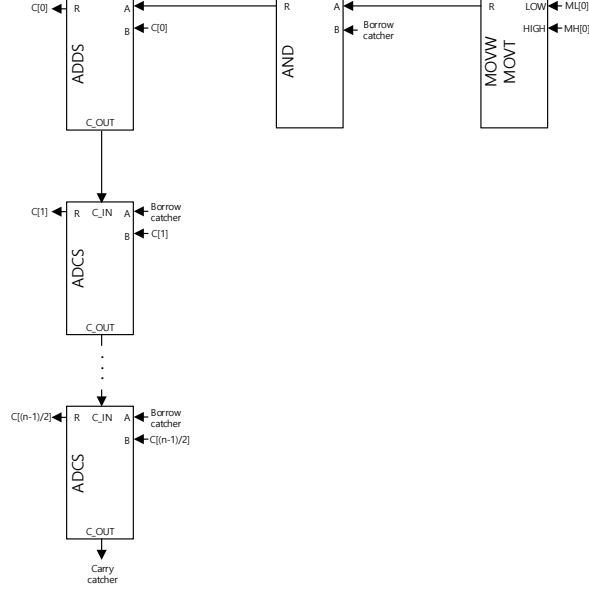 C[0]
R
A
B
C[0]
ADDS
C_OUT
R
A
B
Borrow
catcher
AND
R
LOW
ML[0]
HIGH
MH[0]
MOVW
MOVT
C[1]
R
C_IN
A
Borrow
catcher
B
C[1]
ADCS
C_OUT
C[(n-1)/2]
R
C_IN
A
Borrow
catcher
B
C[(n-1)/2]
ADCS
C_OUT
Carry
catcher